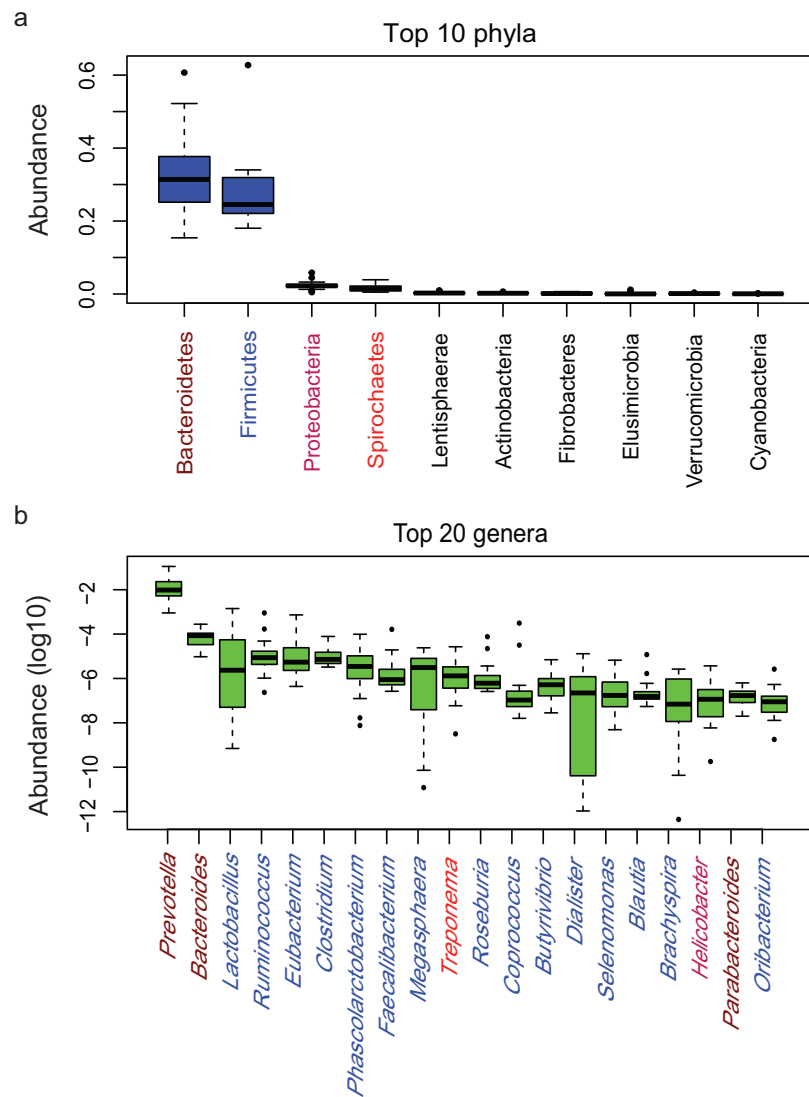 a
Top 10 phyla
Abundance
0.6
0.4
0.2
0.0
Bacteroidetes
Firmicutes
Proteobacteria
Spirochaetes
Lentisphaerae
Actinobacteria
Fibrobacteres
Elusimicrobia
Verrucomicrobia
Cyanobacteria
b
Top 20 genera
Abundance (log10)
−2
−4
−6
−8
−10
−12
Prevotella
Bacteroides
Lactobacillus
Ruminococcus
Eubacterium
Clostridium
Phascolarctobacterium
Faecalibacterium
Megasphaera
Treponema
Roseburia
Coprococcus
Butyrivibrio
Dialister
Selenomonas
Blautia
Brachyspira
Helicobacter
Parabacteroides
Oribacterium